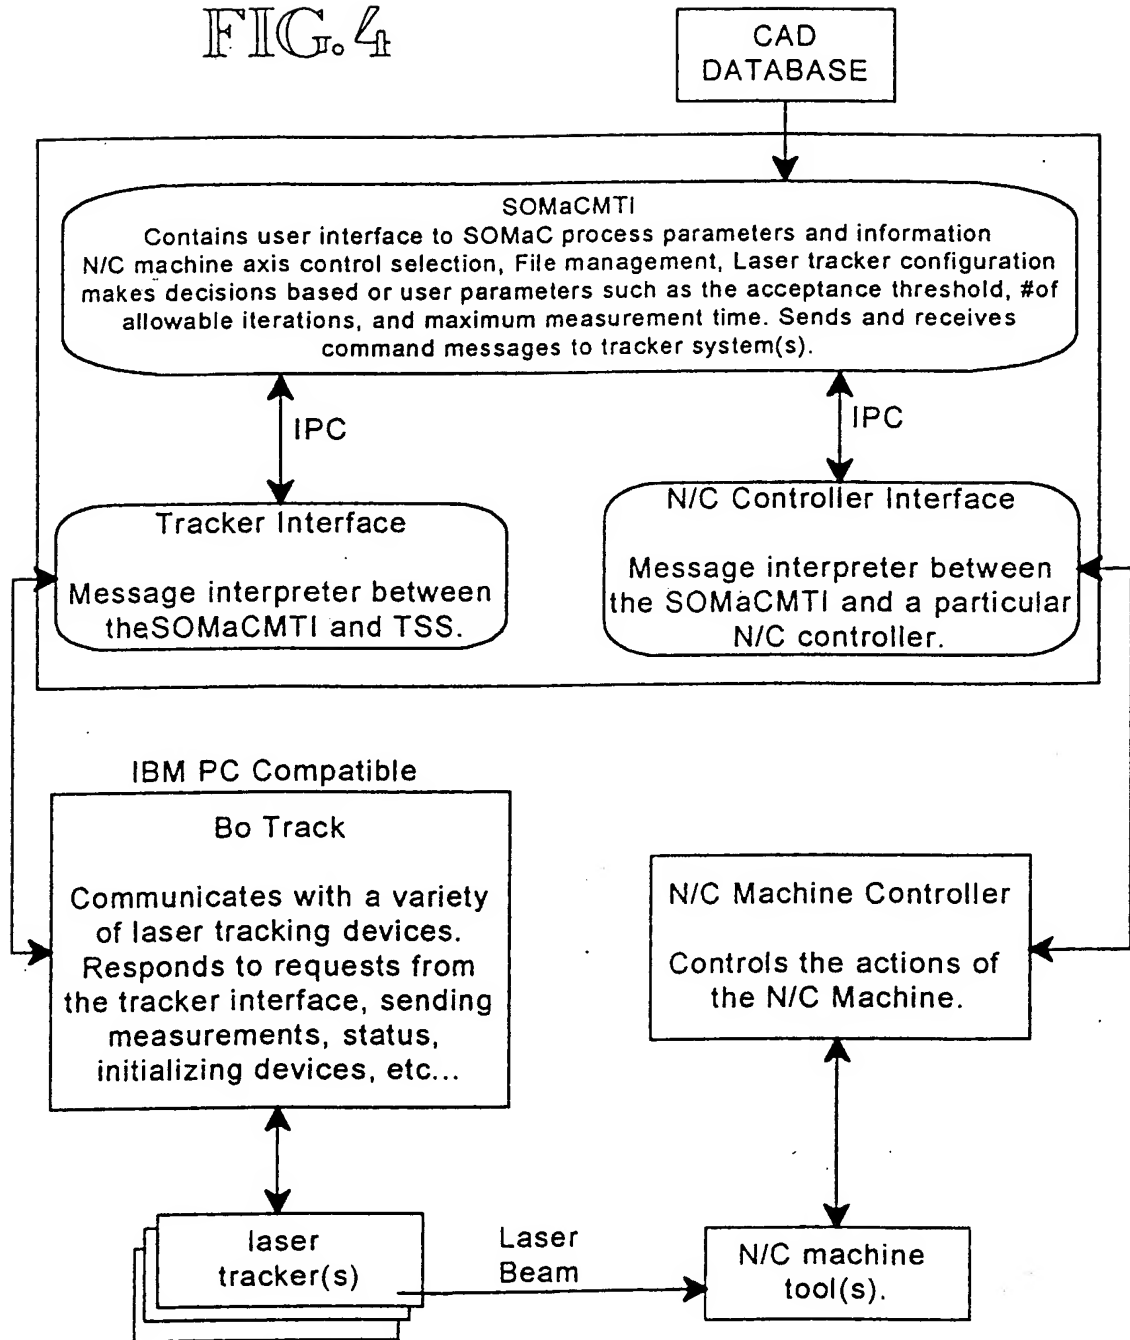 FIG. 4
CAD
DATABASE
SOMaCMTI
Contains user interface to SOMaC process parameters and information
N/C machine axis control selection, File management, Laser tracker configuration
makes decisions based or user parameters such as the acceptance threshold, #of
allowable iterations, and maximum measurement time. Sends and receives
command messages to tracker system(s).
IPC
IPC
Tracker Interface
Message interpreter between
theSOMaCMTI and TSS.
N/C Controller Interface
Message interpreter between
the SOMaCMTI and a particular
N/C controller.
IBM PC Compatible
Bo Track
Communicates with a variety
of laser tracking devices.
Responds to requests from
the tracker interface, sending
measurements, status,
initializing devices, etc...
N/C Machine Controller
Controls the actions of
the N/C Machine.
laser
tracker(s)
Laser
Beam
N/C machine
tool(s).